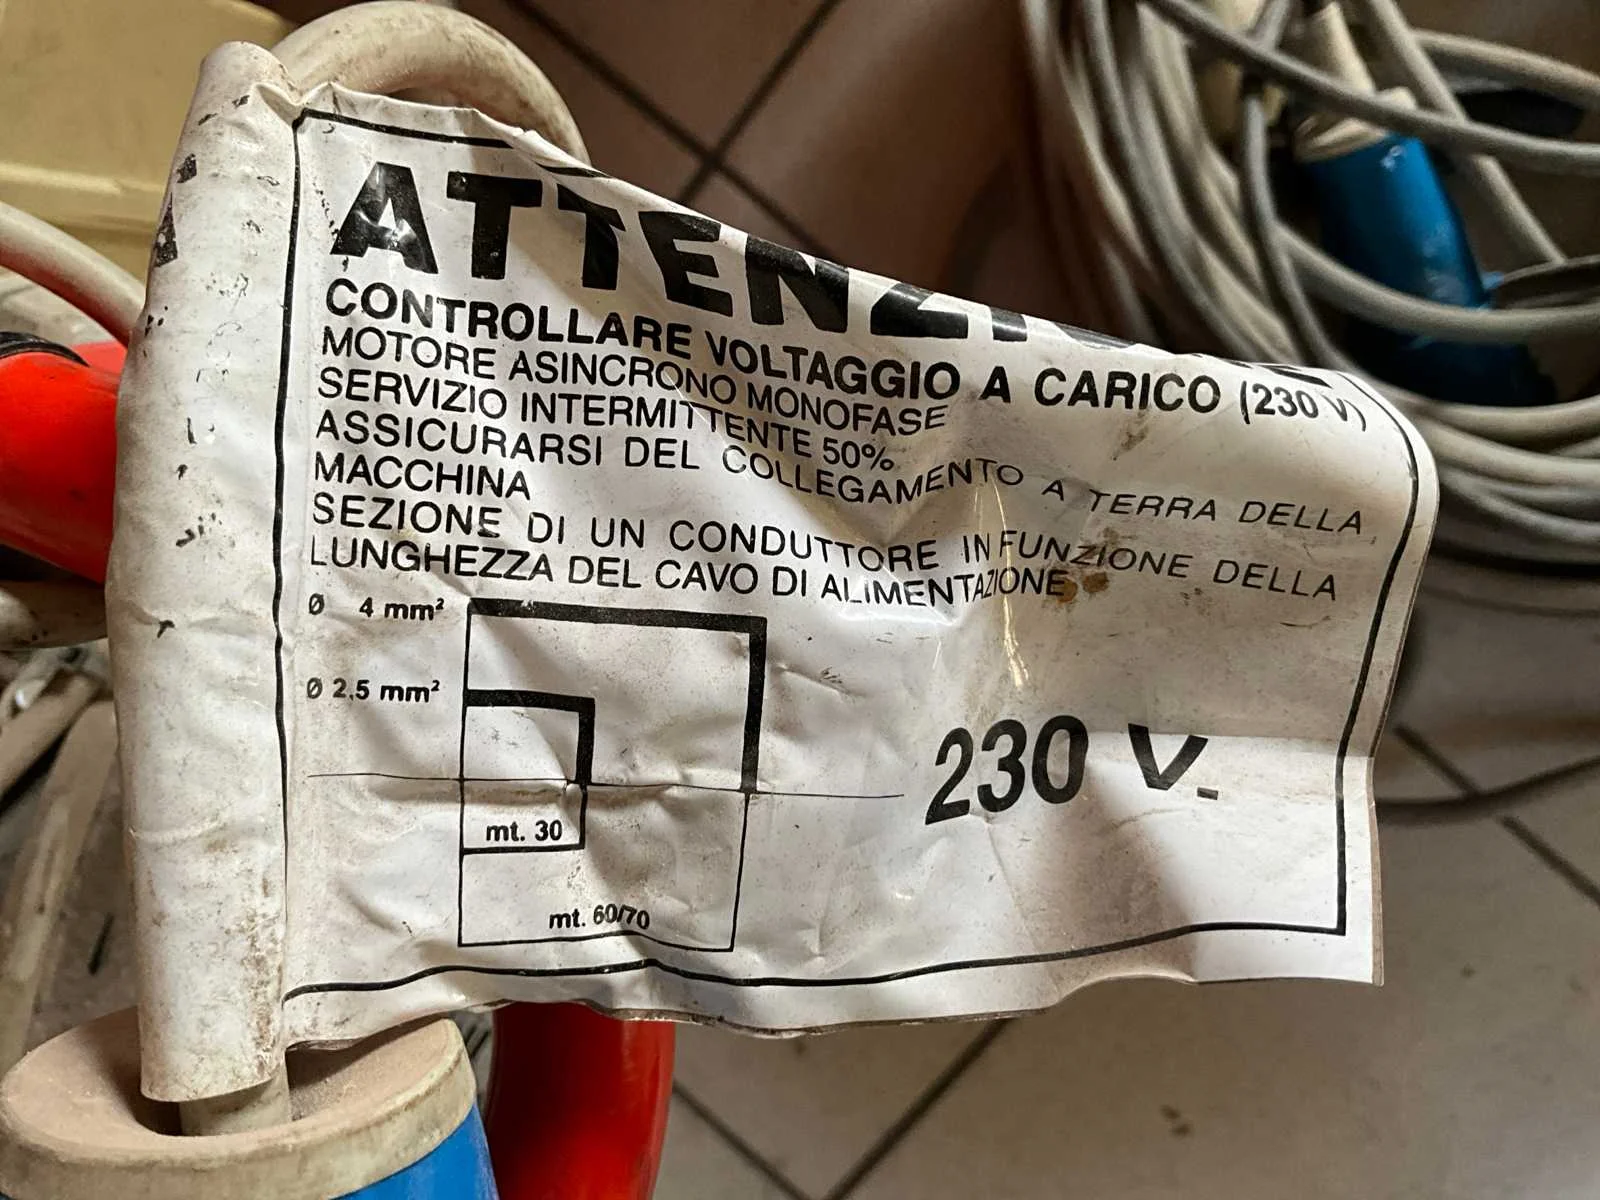 ATTENZIONE
CONTROLLARE VOLTAGGIO A CARICO (230 V)
MOTORE ASINCRONO MONOFASE
SERVIZIO INTERMITTENTE 50%
ASSICURARSI DEL COLLEGAMENTO A TERRA DELLA
MACCHINA
SEZIONE DI UN CONDUTTORE IN FUNZIONE DELLA
LUNGHEZZA DEL CAVO DI ALIMENTAZIONE
Ø 4 mm²
Ø 2,5 mm²
230 V.
mt. 30
mt. 60/70